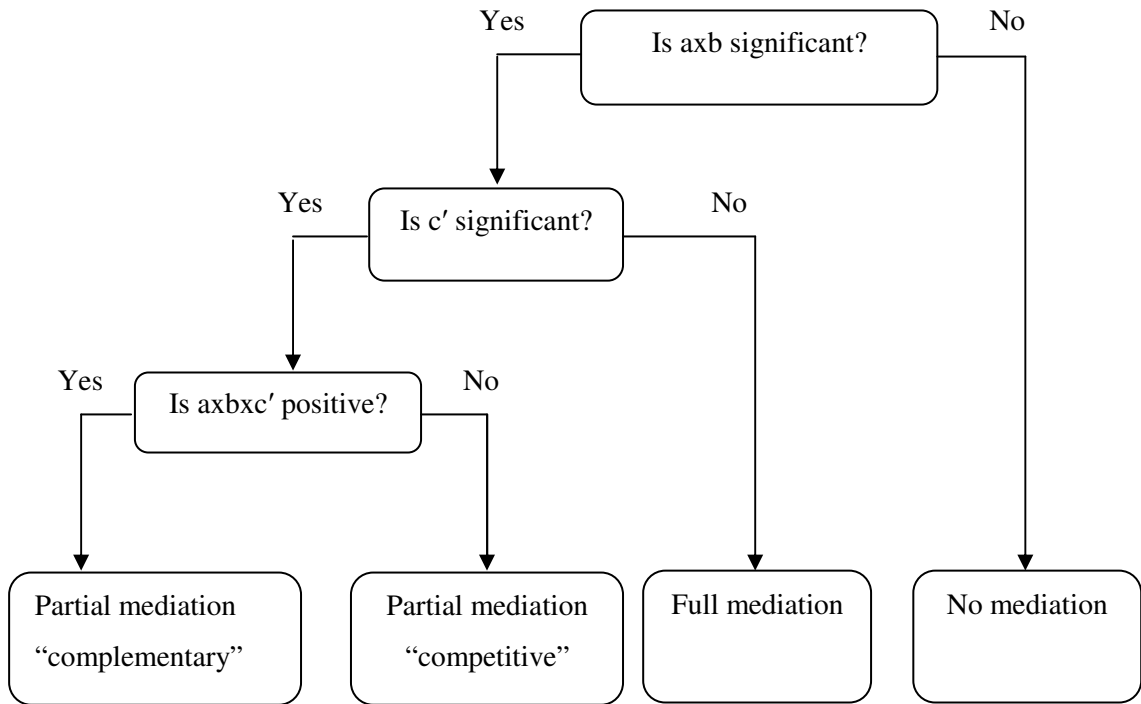 Yes
Is axb significant?
No
Yes
Is c′ significant?
No
Yes
Is axbxc′ positive?
No
Partial mediation
“complementary”
Partial mediation
“competitive”
Full mediation
No mediation